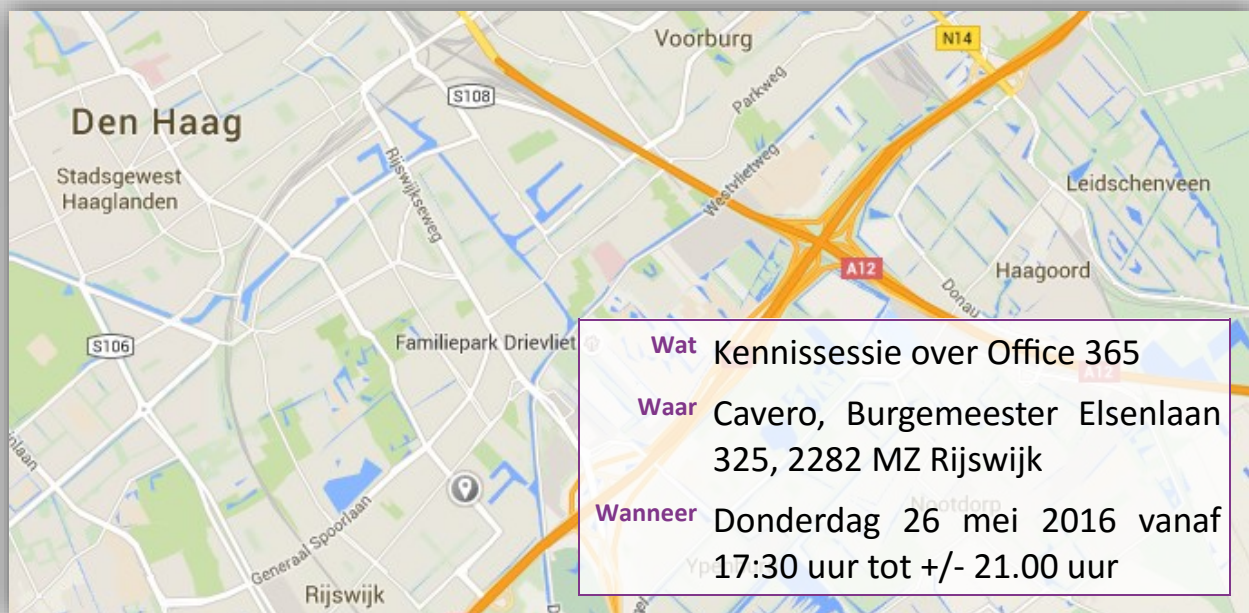 Voorburg
N14
Den Haag
S108
Parkweg
Stadsgewest
Haaglanden
Rijswijkseweg
Westvlietweg
Leidschenveen
A12
Haagoord
Donau
S106
Familiepark Drievliet
Wat Kennissessie over Office 365
A12
Waar Cavero, Burgemeester Elsenlaan
325, 2282 MZ Rijswijk
Nootdorp
Wanneer Donderdag 26 mei 2016 vanaf
17:30 uur tot +/- 21.00 uur
Generaal Spoorlaan
Rijswijk